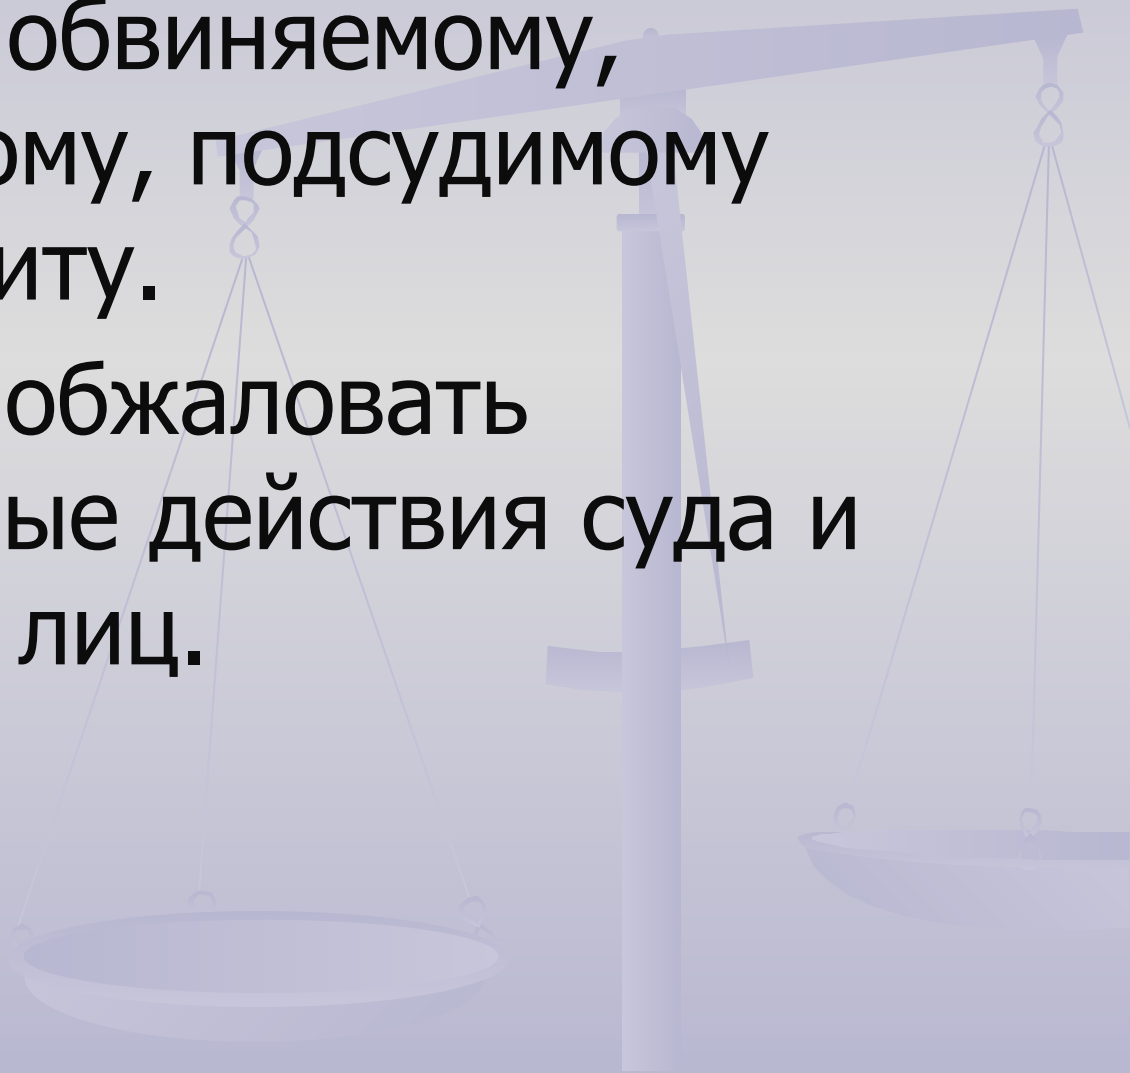 обвиняемому,
ому, подсудимому
иту.
обжаловать
ые действия суда и
лиц.